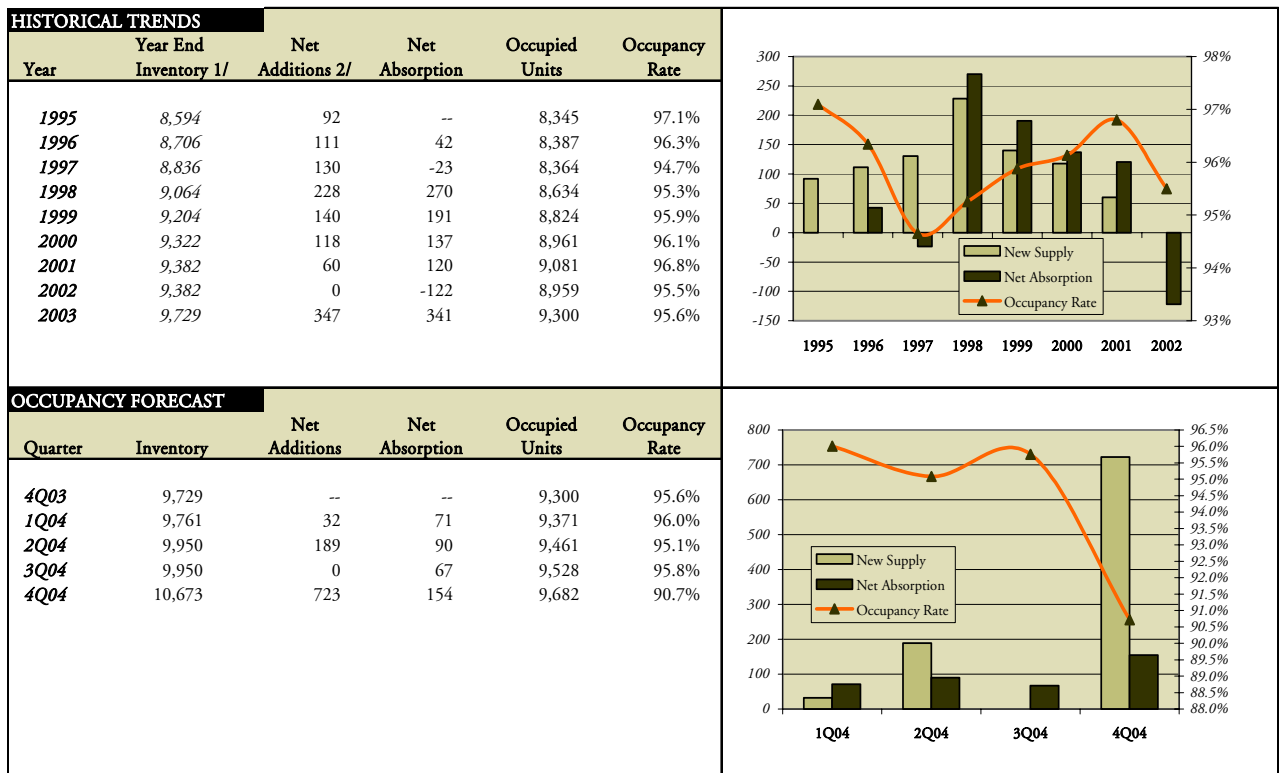 HISTORICAL TRENDS
Year End Net Net Occupied Occupancy
Year Inventory 1/ Additions 2/ Absorption Units Rate
1995 8,594 92 -- 8,345 97.1%
1996 8,706 111 42 8,387 96.3%
1997 8,836 130 -23 8,364 94.7%
1998 9,064 228 270 8,634 95.3%
1999 9,204 140 191 8,824 95.9%
2000 9,322 118 137 8,961 96.1%
2001 9,382 60 120 9,081 96.8%
2002 9,382 0 -122 8,959 95.5%
2003 9,729 347 341 9,300 95.6%
300
250
200
150
100
50
0
-50
-100
-150
98%
97%
96%
95%
94%
93%
New Supply
Net Absorption
Occupancy Rate
1995 1996 1997 1998 1999 2000 2001 2002
OCCUPANCY FORECAST
Net Net Occupied Occupancy
Quarter Inventory Additions Absorption Units Rate
4Q03 9,729 -- -- 9,300 95.6%
1Q04 9,761 32 71 9,371 96.0%
2Q04 9,950 189 90 9,461 95.1%
3Q04 9,950 0 67 9,528 95.8%
4Q04 10,673 723 154 9,682 90.7%
800
700
600
500
400
300
200
100
0
96.5%
96.0%
95.5%
95.0%
94.5%
94.0%
93.5%
93.0%
92.5%
92.0%
91.5%
91.0%
90.5%
90.0%
89.5%
89.0%
88.5%
88.0%
New Supply
Net Absorption
Occupancy Rate
1Q04 2Q04 3Q04 4Q04